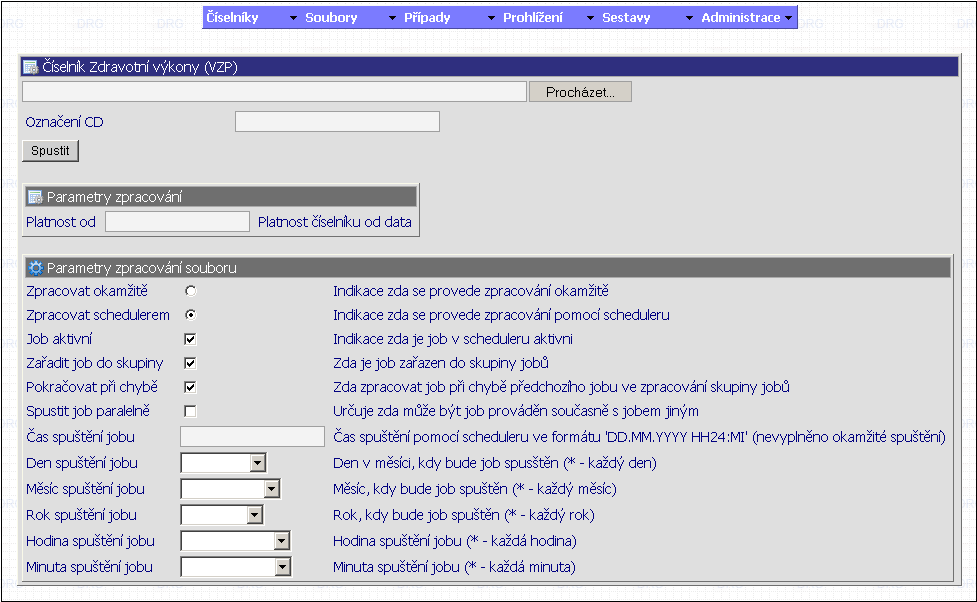 Číselníky Soubory Případy Prohlížení Sestavy Administrace
Číselník Zdravotní výkony (VZP)
Procházet...
Označení CD
Spustit
Parametry zpracování
Platnost od Platnost číselníku od data
Parametry zpracování souboru
Zpracovat okamžitě Indikace zda se provede zpracování okamžitě
Zpracovat schedulerem Indikace zda se provede zpracování pomocí scheduleru
Job aktivní Indikace zda je job v scheduleru aktivni
Zařadit job do skupiny Zda je job zařazen do skupiny jobů
Pokračovat při chybě Zda zpracovat job při chybě předchozího jobu ve zpracování skupiny jobů
Spustit job paralelně Určuje zda může být job prováděn současně s jobem jiným
Čas spuštění jobu Čas spuštění pomocí scheduleru ve formátu 'DD.MM.YYYY HH24:MI' (nevyplněno okamžité spuštění)
Den spuštění jobu Den v měsíci, kdy bude job spusštěn (* - každý den)
Měsíc spuštění jobu Měsíc, kdy bude job spuštěn (* - každý měsíc)
Rok spuštění jobu Rok, kdy bude job spuštěn (* - každý rok)
Hodina spuštění jobu Hodina spuštění jobu (* - každá hodina)
Minuta spuštění jobu Minuta spuštění jobu (* - každá minuta)